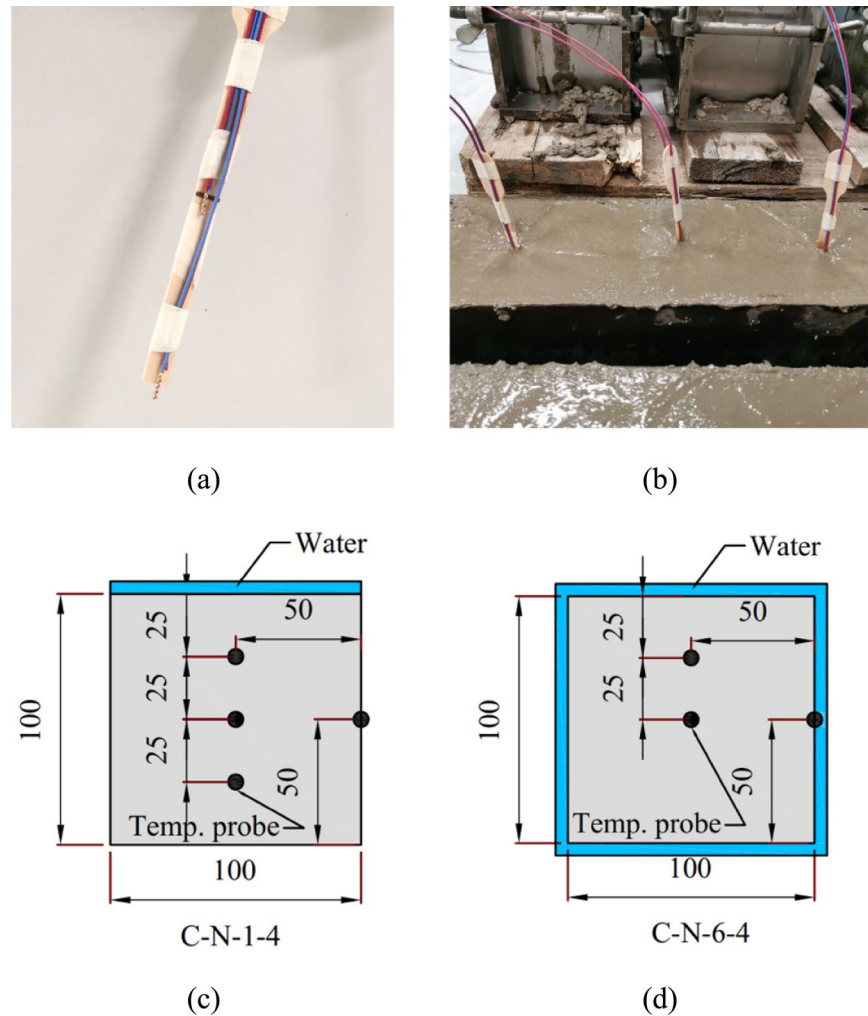 (a)
(b)
Water
50
25
25
25
100
50
Temp. probe
100
C-N-1-4
Water
50
25
25
100
50
Temp. probe
100
C-N-6-4
(c)
(d)